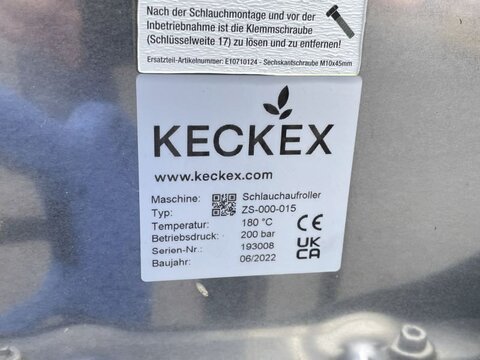 Nach der Schlauchmontage und vor der
Inbetriebnahme ist die Klemmschraube
(Schlüsselweite 17) zu lösen und zu entfernen!
Ersatzteil-Artikelnummer: E10710124 - Sechskantschraube M10x45mm
KECKEX
www.keckex.com
Maschine: Schlauchaufroller
Typ: ZS-000-015
Temperatur: 180 °C
Betriebsdruck: 200 bar
Serien-Nr.: 193008
Baujahr: 06/2022
CE
UK
CA